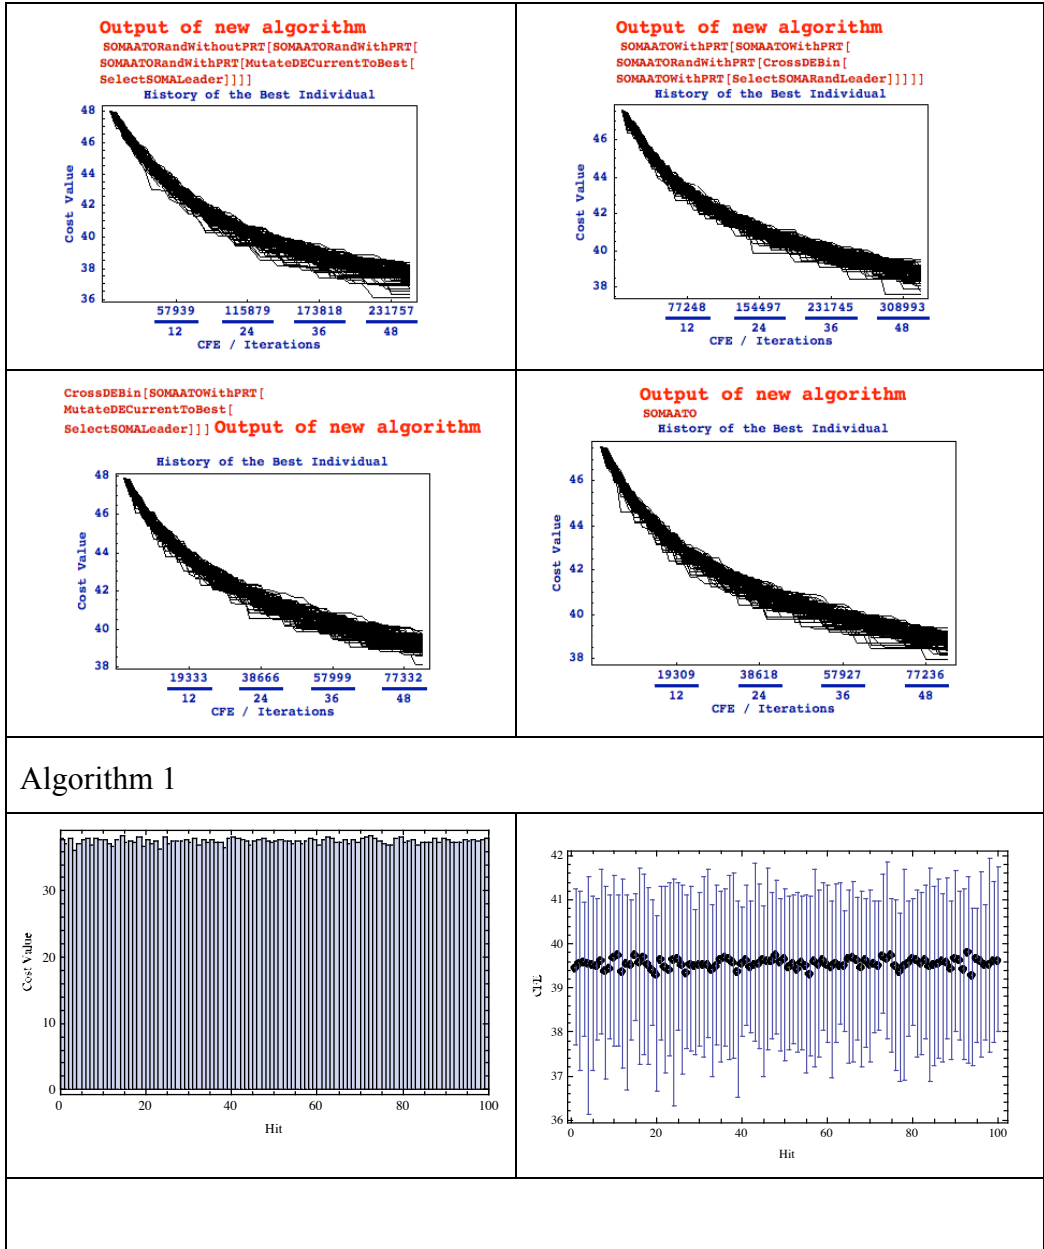 Output of new algorithm
SOMAATORandWithoutPRT[SOMAATORandWithPRT[
SOMAATORandWithPRT[MutateDECurrentToBest[
SelectSOMALeader]]]]
History of the Best Individual
48
46
44
42
40
38
36
Cost Value
57939 115879 173818 231757
12 24 36 48
CFE / Iterations
Output of new algorithm
SOMAATOWithPRT[SOMAATOWithPRT[
SOMAATORandWithPRT[CrossDEBin[
SOMAATOWithPRT[SelectSOMARandLeader]]]]]
History of the Best Individual
46
44
42
40
38
Cost Value
77248 154497 231745 308993
12 24 36 48
CFE / Iterations
CrossDEBin[SOMAATOWithPRT[
MutateDECurrentToBest[
SelectSOMALeader]]] Output of new algorithm
History of the Best Individual
48
46
44
42
40
38
Cost Value
19333 38666 57999 77332
12 24 36 48
CFE / Iterations
Output of new algorithm
SOMAATO
History of the Best Individual
46
44
42
40
38
Cost Value
19309 38618 57927 77236
12 24 36 48
CFE / Iterations
Algorithm 1
30
20
10
0
Cost Value
0 20 40 60 80 100
Hit
42
41
40
39
38
37
36
CFE
0 20 40 60 80 100
Hit